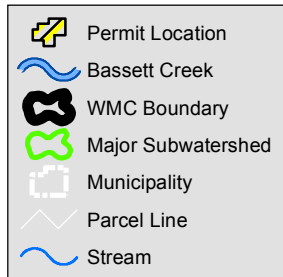 Permit Location
Bassett Creek
WMC Boundary
Major Subwatershed
Municipality
Parcel Line
Stream